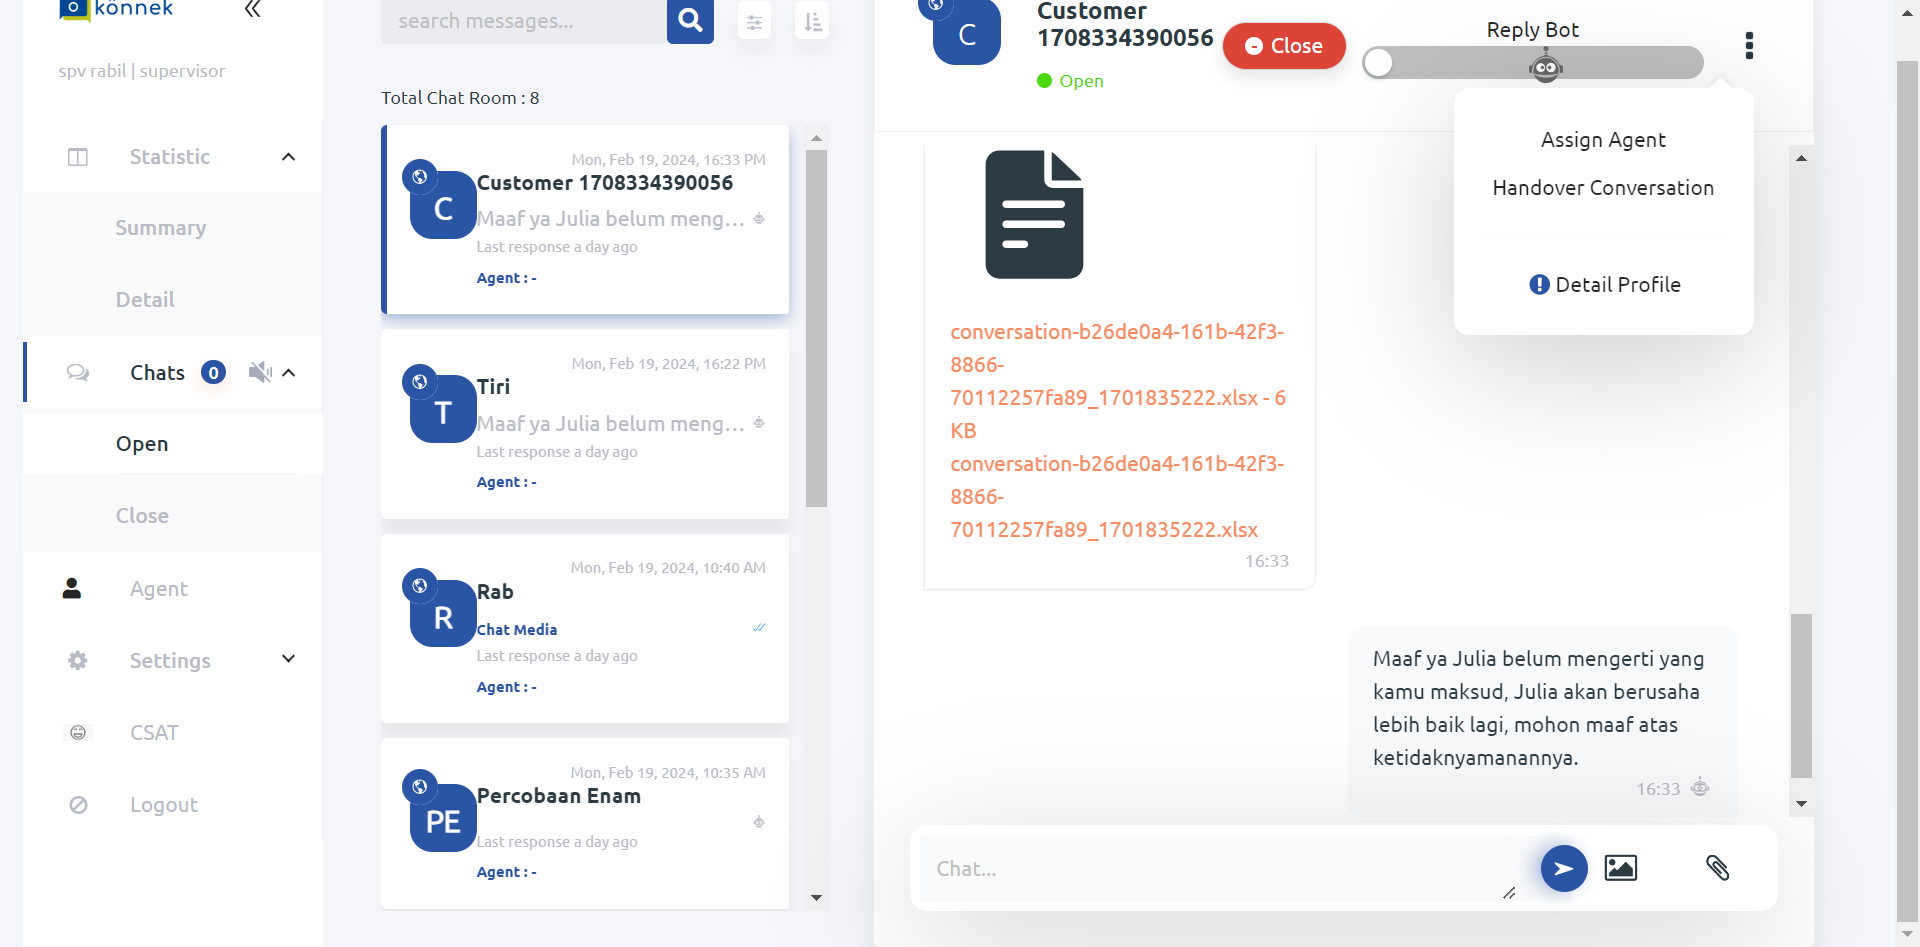 könnek
spv rabil | supervisor
Statistic
Summary
Detail
Chats 0
Open
Close
Agent
Settings
CSAT
Logout
search messages...
Total Chat Room : 8
Mon, Feb 19, 2024, 16:33 PM
C
Customer 1708334390056
Maaf ya Julia belum meng...
Last response a day ago
Agent : -
Mon, Feb 19, 2024, 16:22 PM
T
Tiri
Maaf ya Julia belum meng...
Last response a day ago
Agent : -
Mon, Feb 19, 2024, 10:40 AM
R
Rab
Chat Media
Last response a day ago
Agent : -
Mon, Feb 19, 2024, 10:35 AM
PE
Percobaan Enam
Last response a day ago
Agent : -
C
Customer
1708334390056
Open
Close
Reply Bot
Assign Agent
Handover Conversation
Detail Profile
conversation-b26de0a4-161b-42f3-
8866-
70112257fa89_1701835222.xlsx - 6
KB
conversation-b26de0a4-161b-42f3-
8866-
70112257fa89_1701835222.xlsx
16:33
Maaf ya Julia belum mengerti yang
kamu maksud, Julia akan berusaha
lebih baik lagi, mohon maaf atas
ketidaknyamanannya.
16:33
Chat...